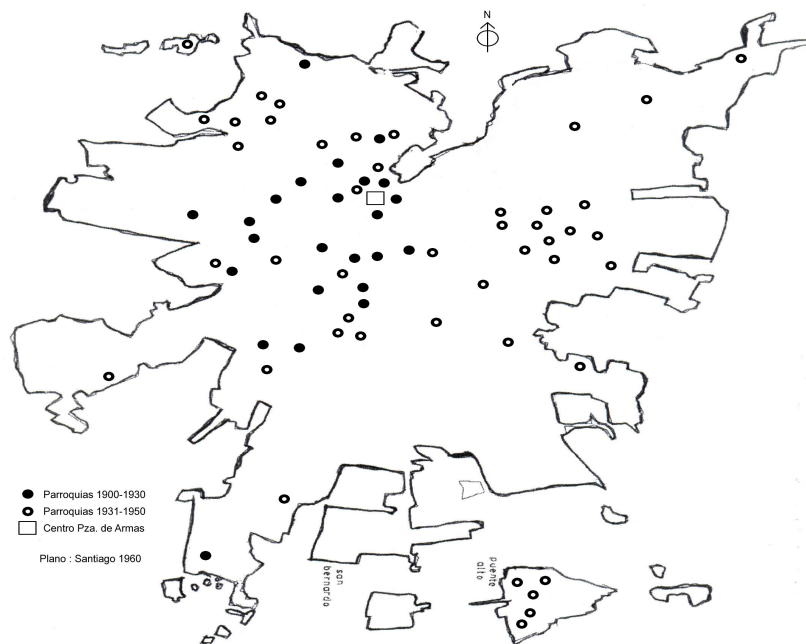 N
Parroquias 1900-1930
Parroquias 1931-1950
Centro Pza. de Armas
Plano : Santiago 1960
san
bernardo
puente
alto